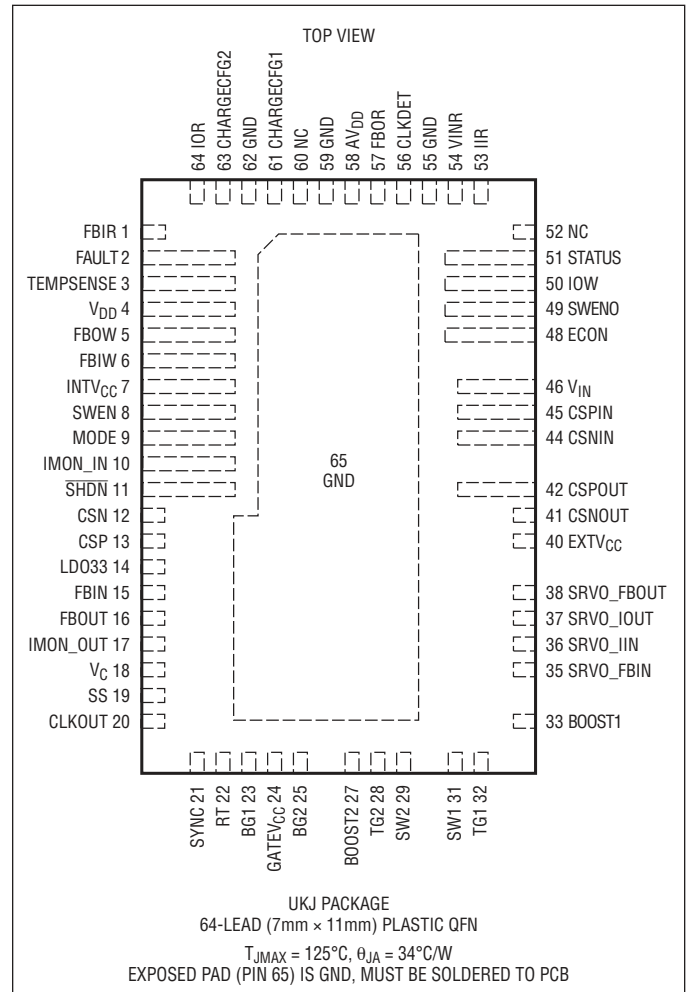 TOP VIEW
64 IOR
63 CHARGECFG2
62 GND
61 CHARGECFG1
60 NC
59 GND
58 AVDD
57 FBOR
56 CLKDET
55 GND
54 VINR
53 IIR
FBIR 1
FAULT 2
TEMPSENSE 3
VDD 4
FBOW 5
FBIW 6
INTVCC 7
SWEN 8
MODE 9
IMON_IN 10
SHDN 11
CSN 12
CSP 13
LDO33 14
FBIN 15
FBOUT 16
IMON_OUT 17
VC 18
SS 19
CLKOUT 20
65
GND
52 NC
51 STATUS
50 IOW
49 SWENO
48 ECON
46 VIN
45 CSPIN
44 CSNIN
42 CSPOUT
41 CSNOUT
40 EXTVCC
38 SRVO_FBOUT
37 SRVO_IOUT
36 SRVO_IIN
35 SRVO_FBIN
33 BOOST1
SYNC 21
RT 22
BG1 23
GATEVCC 24
BG2 25
BOOST2 27
TG2 28
SW2 29
SW1 31
TG1 32
UKJ PACKAGE
64-LEAD (7mm × 11mm) PLASTIC QFN
TJMAX = 125°C, θJA = 34°C/W
EXPOSED PAD (PIN 65) IS GND, MUST BE SOLDERED TO PCB